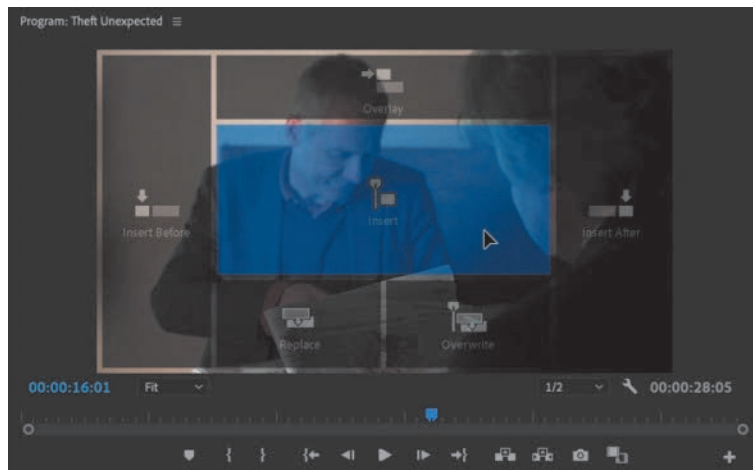 Program: Theft Unexpected
Overlay
Insert Before
Insert
Insert After
Replace
Overwrite
00:00:16:01
Fit
1/2
00:00:28:05